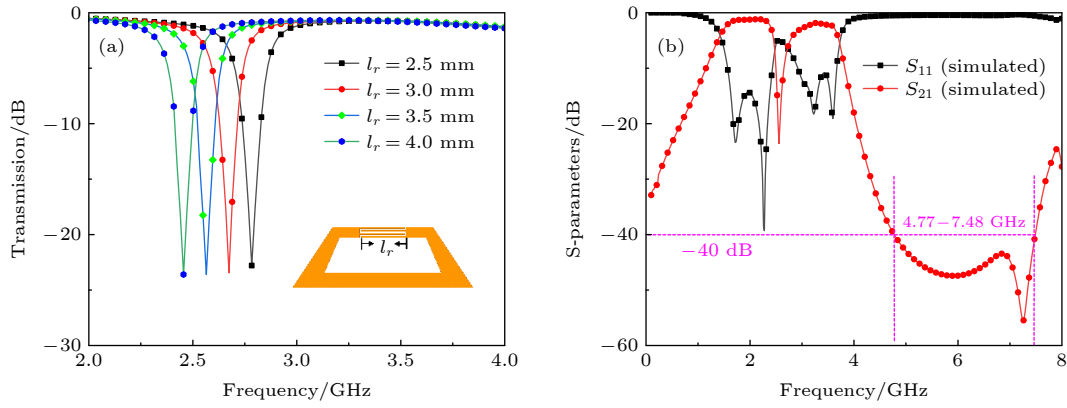 (a)
l_r = 2.5 mm
l_r = 3.0 mm
l_r = 3.5 mm
l_r = 4.0 mm
l_r
0
−10
−20
−30
Transmission/dB
2.0
2.5
3.0
3.5
4.0
Frequency/GHz
(b)
S11 (simulated)
S21 (simulated)
4.77−7.48 GHz
−40 dB
0
−20
−40
−60
S-parameters/dB
0
2
4
6
8
Frequency/GHz